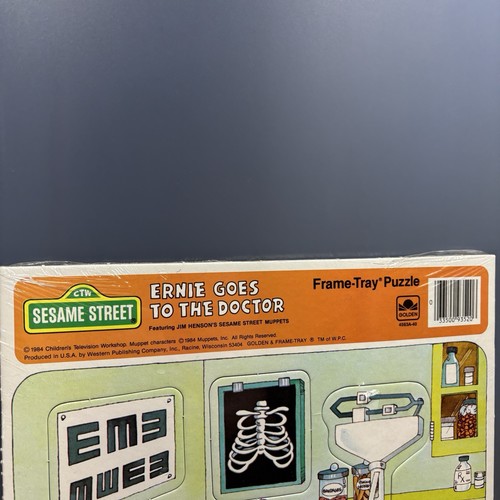 CTW
SESAME STREET
ERNIE GOES
TO THE DOCTOR
Featuring JIM HENSON'S SESAME STREET MUPPETS
Frame-Tray® Puzzle
GOLDEN
© 1984 Children's Television Workshop. Muppet characters © 1984 Muppets, Inc. All Rights Reserved.
Produced in U.S.A. by Western Publishing Company, Inc., Racine, Wisconsin 53404 GOLDEN & FRAME-TRAY ® TM of W.P.C.
E M
M W E
Rx